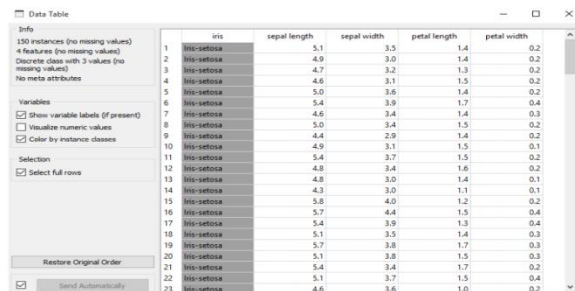 Data Table
Info
150 instances (no missing values)
4 features (no missing values)
Discrete class with 3 values (no
missing values)
No meta attributes
Variables
Show variable labels (if present)
Visualize numeric values
Color by instance classes
Selection
Select full rows
Restore Original Order
Send Automatically
iris sepal length sepal width petal length petal width
1 Iris-setosa 5.1 3.5 1.4 0.2
2 Iris-setosa 4.9 3.0 1.4 0.2
3 Iris-setosa 4.7 3.2 1.3 0.2
4 Iris-setosa 4.6 3.1 1.5 0.2
5 Iris-setosa 5.0 3.6 1.4 0.2
6 Iris-setosa 5.4 3.9 1.7 0.4
7 Iris-setosa 4.6 3.4 1.4 0.3
8 Iris-setosa 5.0 3.4 1.5 0.2
9 Iris-setosa 4.4 2.9 1.4 0.2
10 Iris-setosa 4.9 3.1 1.5 0.1
11 Iris-setosa 5.4 3.7 1.5 0.2
12 Iris-setosa 4.8 3.4 1.6 0.2
13 Iris-setosa 4.8 3.0 1.4 0.1
14 Iris-setosa 4.3 3.0 1.1 0.1
15 Iris-setosa 5.8 4.0 1.2 0.2
16 Iris-setosa 5.7 4.4 1.5 0.4
17 Iris-setosa 5.4 3.9 1.3 0.4
18 Iris-setosa 5.1 3.5 1.4 0.3
19 Iris-setosa 5.7 3.8 1.7 0.3
20 Iris-setosa 5.1 3.8 1.5 0.3
21 Iris-setosa 5.4 3.4 1.7 0.2
22 Iris-setosa 5.1 3.7 1.5 0.4
23 Iris-setosa 4.6 3.6 1.0 0.2